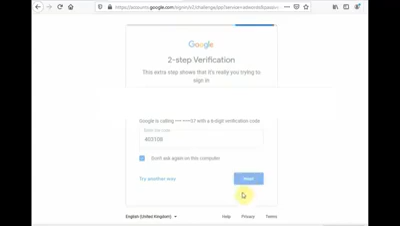 https://accounts.google.com/signin/v2/challenge/ipp?service=
Google
2-step Verification
This extra step shows that it's really you trying to
sign in
Google is calling ••• ••••57 with a 6-digit verification code
Enter the code
403108
Don't ask again on this computer
Try another way
Next
English (United Kingdom)
Help
Privacy
Terms